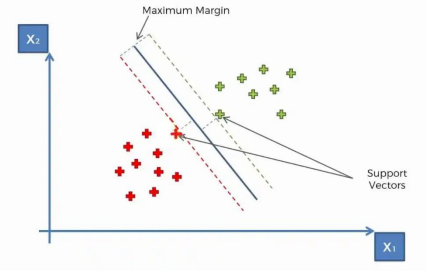 Maximum Margin
X2
Support
Vectors
X1